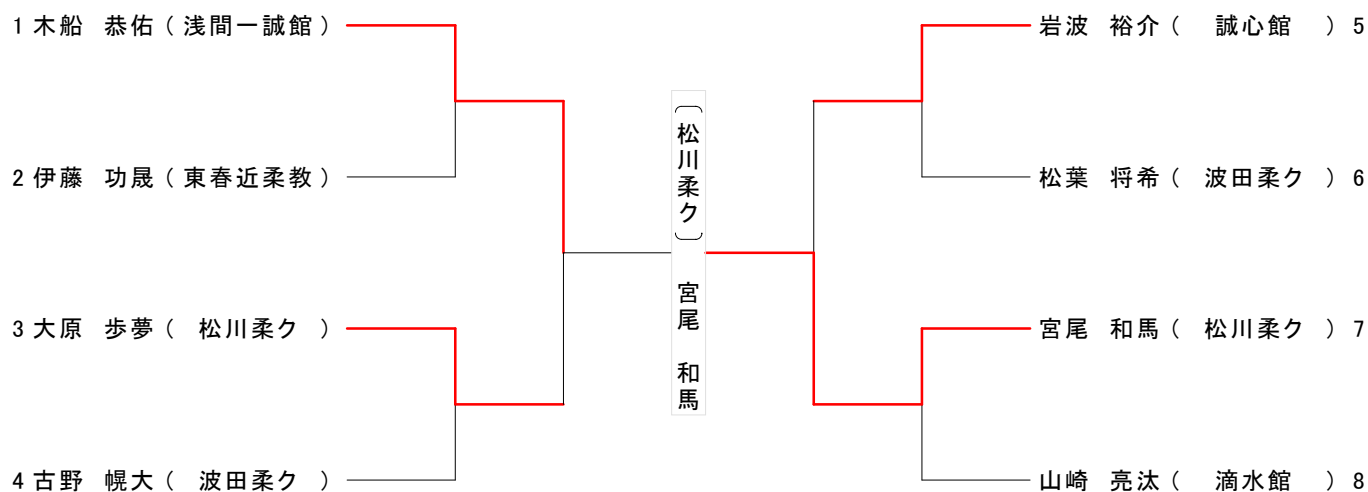 1 木船 恭佑 ( 浅間一誠館 )
2 伊藤 功晟 ( 東春近柔教 )
3 大原 歩夢 ( 松川柔ク )
4 古野 幌大 ( 波田柔ク )
(松川柔ク) 宮尾 和馬
岩波 裕介 ( 誠心館 ) 5
松葉 将希 ( 波田柔ク ) 6
宮尾 和馬 ( 松川柔ク ) 7
山崎 亮汰 ( 滴水館 ) 8